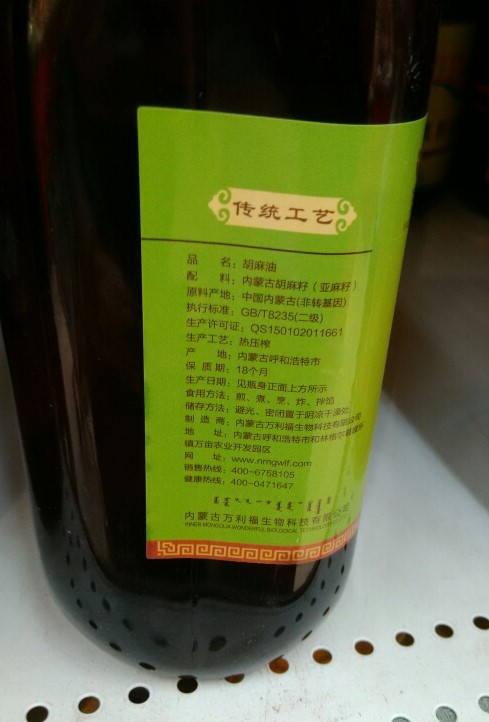 传统工艺
品 名：胡麻油
配 料：内蒙古胡麻籽（亚麻籽）
原料产地：中国内蒙古(非转基因)
执行标准：GB/T8235(二级)
生产许可证：QS150102011661
生产工艺：热压榨
产 地：内蒙古呼和浩特市
保 质 期：18个月
生产日期：见瓶身正面上方所示
食用方法：煎、煮、烹、炸、拌馅
储存方法：避光、密闭置于阴凉干燥处
制 造 商：内蒙古万利福生物科技有限公司
地 址：内蒙古呼和浩特市和林格尔县盛乐
镇万亩农业开发园区
网 址：www.nmgwlf.com
销售热线：400-6758105
健康热线：400-0471647
内蒙古万利福生物科技有限公司
INNER MONGOLIA WONDERFUL BIOLOGICAL